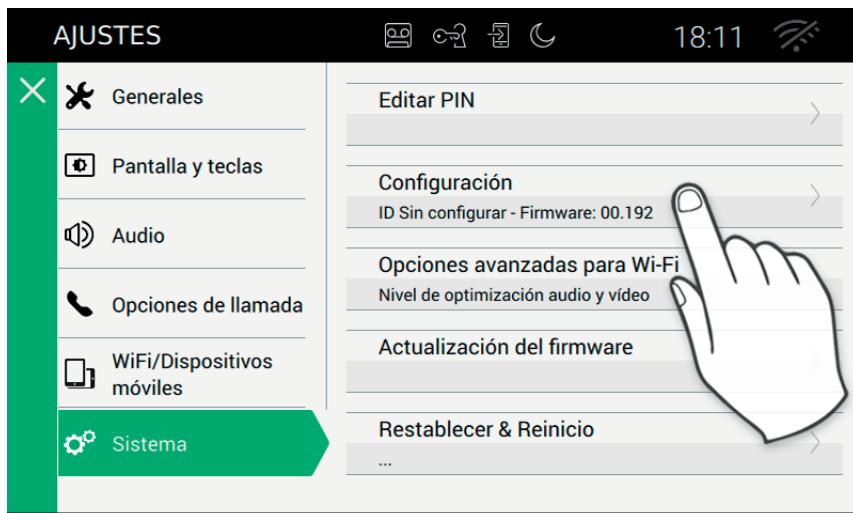 AJUSTES
18:11
Generales
Pantalla y teclas
Audio
Opciones de llamada
WiFi/Dispositivos
móviles
Sistema
Editar PIN
Configuración
ID Sin configurar - Firmware: 00.192
Opciones avanzadas para Wi-Fi
Nivel de optimización audio y vídeo
Actualización del firmware
Restablecer & Reinicio
...